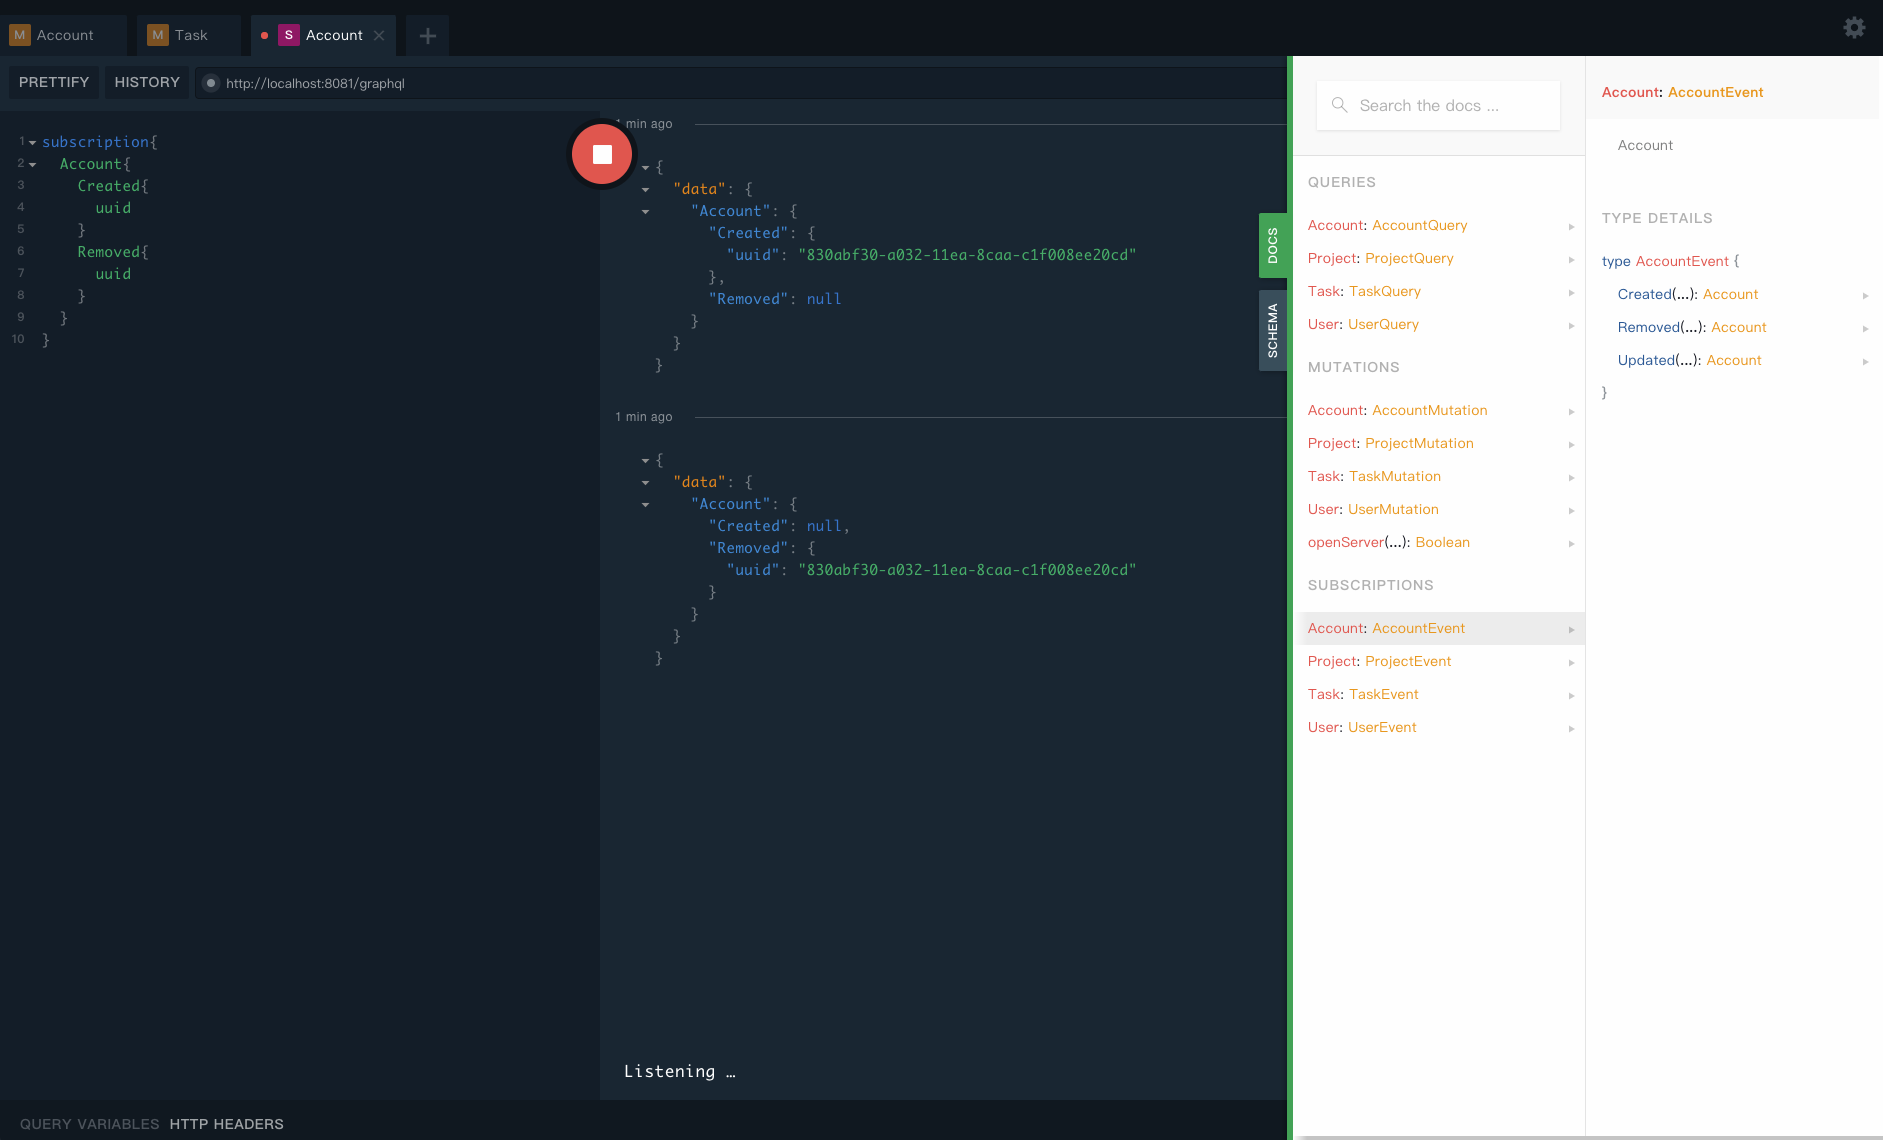 M Account
M Task
S Account
PRETTIFY
HISTORY
http://localhost:8081/graphql
1 subscription{
2 Account{
3 Created{
4 uuid
5 }
6 Removed{
7 uuid
8 }
9 }
10 }
1 min ago
{
"data": {
"Account": {
"Created": {
"uuid": "830abf30-a032-11ea-8caa-c1f008ee20cd"
},
"Removed": null
}
}
}
1 min ago
{
"data": {
"Account": {
"Created": null,
"Removed": {
"uuid": "830abf30-a032-11ea-8caa-c1f008ee20cd"
}
}
}
}
Listening …
QUERY VARIABLES
HTTP HEADERS
DOCS
SCHEMA
Search the docs ...
QUERIES
Account: AccountQuery
Project: ProjectQuery
Task: TaskQuery
User: UserQuery
MUTATIONS
Account: AccountMutation
Project: ProjectMutation
Task: TaskMutation
User: UserMutation
openServer(...): Boolean
SUBSCRIPTIONS
Account: AccountEvent
Project: ProjectEvent
Task: TaskEvent
User: UserEvent
Account: AccountEvent
Account
TYPE DETAILS
type AccountEvent {
Created(...): Account
Removed(...): Account
Updated(...): Account
}